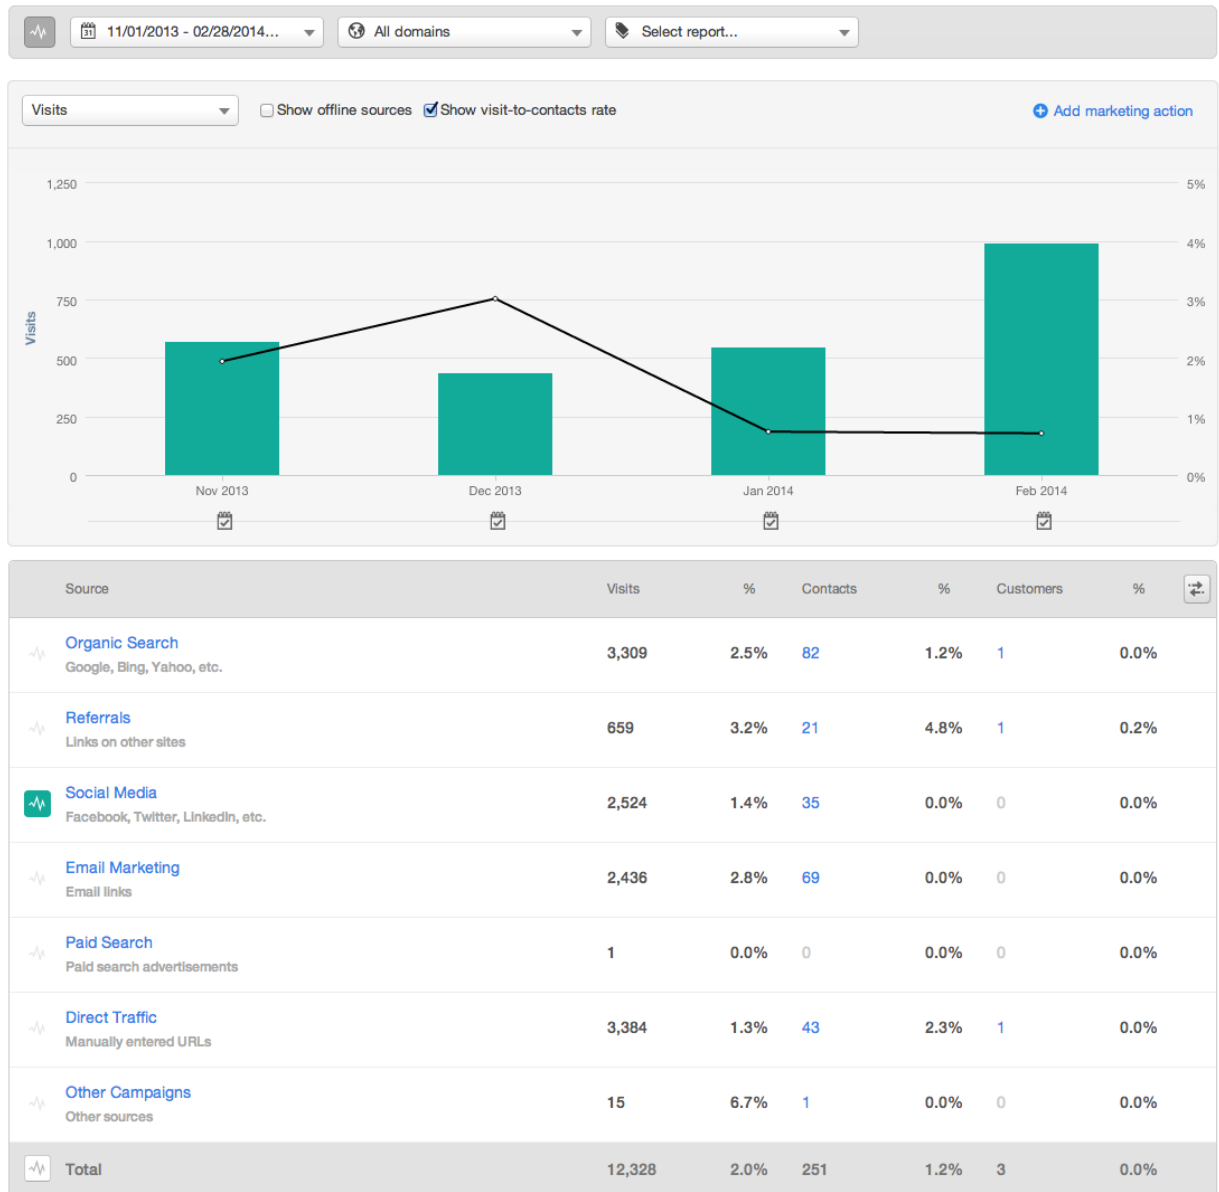 31 11/01/2013 - 02/28/2014... All domains Select report...
Visits Show offline sources Show visit-to-contacts rate Add marketing action
1,250 5%
1,000 4%
750 3%
Visits
500 2%
250 1%
0 0%
Nov 2013 Dec 2013 Jan 2014 Feb 2014
Source Visits % Contacts % Customers %
Organic Search
Google, Bing, Yahoo, etc.
3,309 2.5% 82 1.2% 1 0.0%
Referrals
Links on other sites
659 3.2% 21 4.8% 1 0.2%
Social Media
Facebook, Twitter, LinkedIn, etc.
2,524 1.4% 35 0.0% 0 0.0%
Email Marketing
Email links
2,436 2.8% 69 0.0% 0 0.0%
Paid Search
Paid search advertisements
1 0.0% 0 0.0% 0 0.0%
Direct Traffic
Manually entered URLs
3,384 1.3% 43 2.3% 1 0.0%
Other Campaigns
Other sources
15 6.7% 1 0.0% 0 0.0%
Total 12,328 2.0% 251 1.2% 3 0.0%